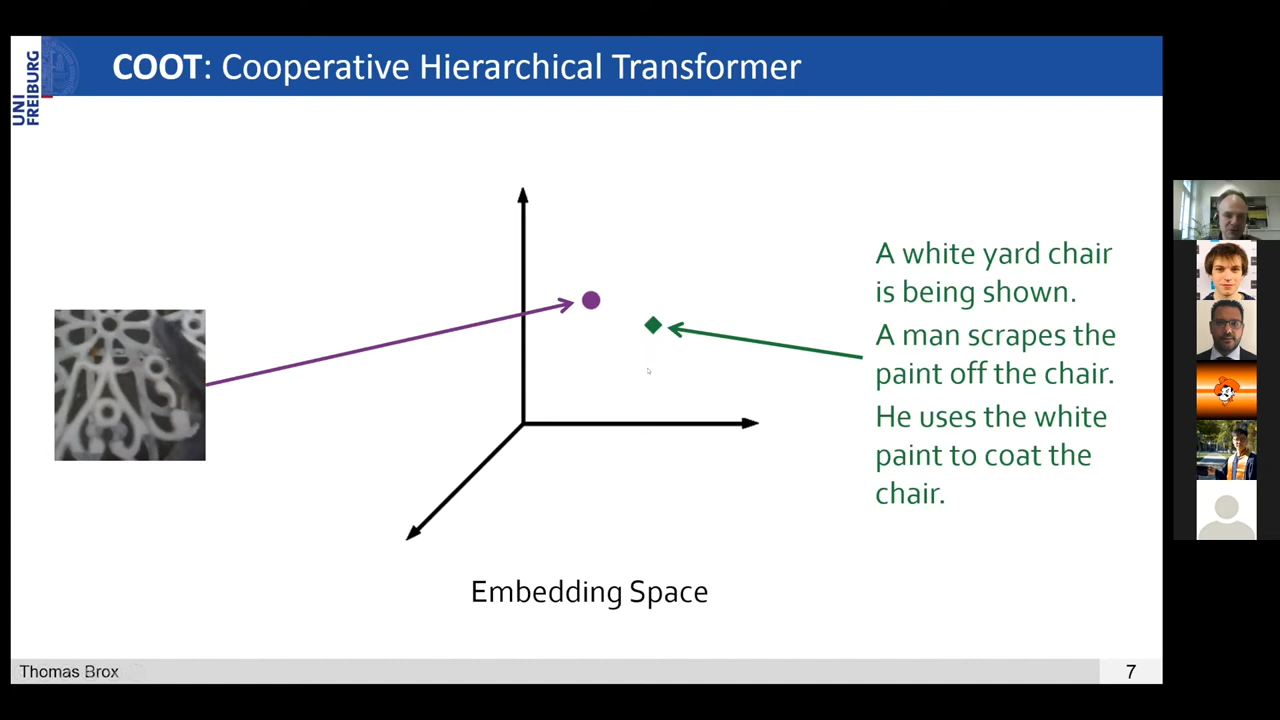 UNI
FREIBURG
COOT: Cooperative Hierarchical Transformer
A white yard chair
is being shown.
A man scrapes the
paint off the chair.
He uses the white
paint to coat the
chair.
Embedding Space
Thomas Brox
7